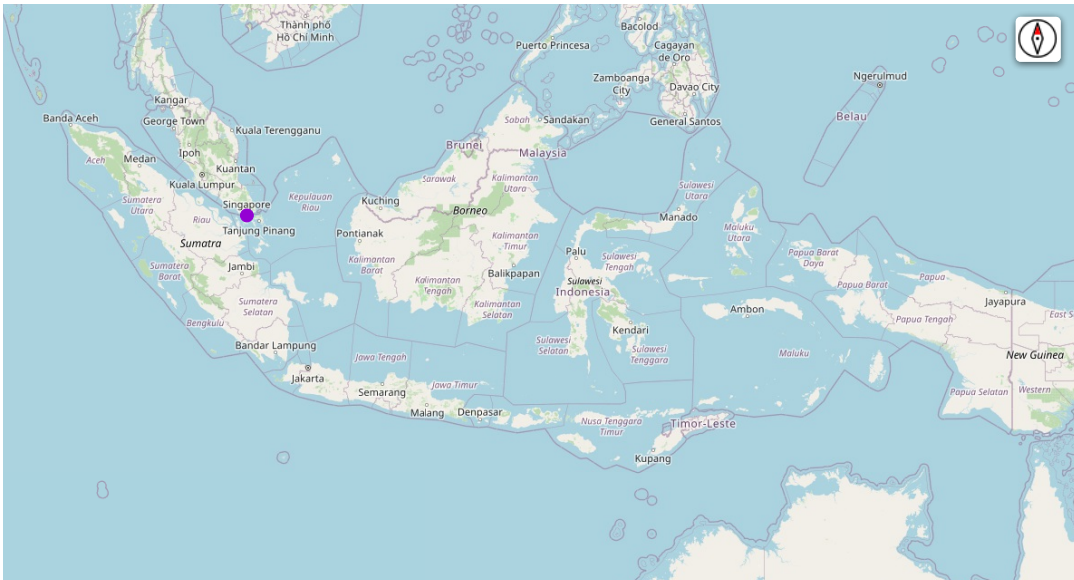 Thành phố
Hồ Chí Minh
Bacolod
Puerto Princesa
Cagayan
de Oro
Zamboanga
City
Davao City
Ngerulmud
Kangar
Banda Aceh
George Town
Kuala Terengganu
Sabah
Sandakan
General Santos
Belau
Ipoh
Brunei
Malaysia
Aceh
Medan
Kuantan
Kuala Lumpur
Sarawak
Kalimantan
Utara
Sulawesi
Utara
Sumatera
Utara
Singapore
Kepulauan
Riau
Kuching
Riau
Borneo
Manado
Tanjung Pinang
Pontianak
Maluku
Utara
Sumatra
Kalimantan
Timur
Palu
Papua Barat
Daya
Sumatera
Barat
Jambi
Kalimantan
Barat
Balikpapan
Sulawesi
Tengah
Papua
Kalimantan
Tengah
Sulawesi
Indonesia
Papua Barat
Sumatera
Selatan
Kalimantan
Selatan
Ambon
Jayapura
Bengkulu
Papua Tengah
East S
Kendari
Bandar Lampung
Sulawesi
Selatan
Sulawesi
Tenggara
Jawa Tengah
Maluku
New Guinea
Jakarta
Jawa Timur
Semarang
Papua Selatan
Western
Malang
Denpasar
Nusa Tenggara
Timur
Timor-Leste
Kupang